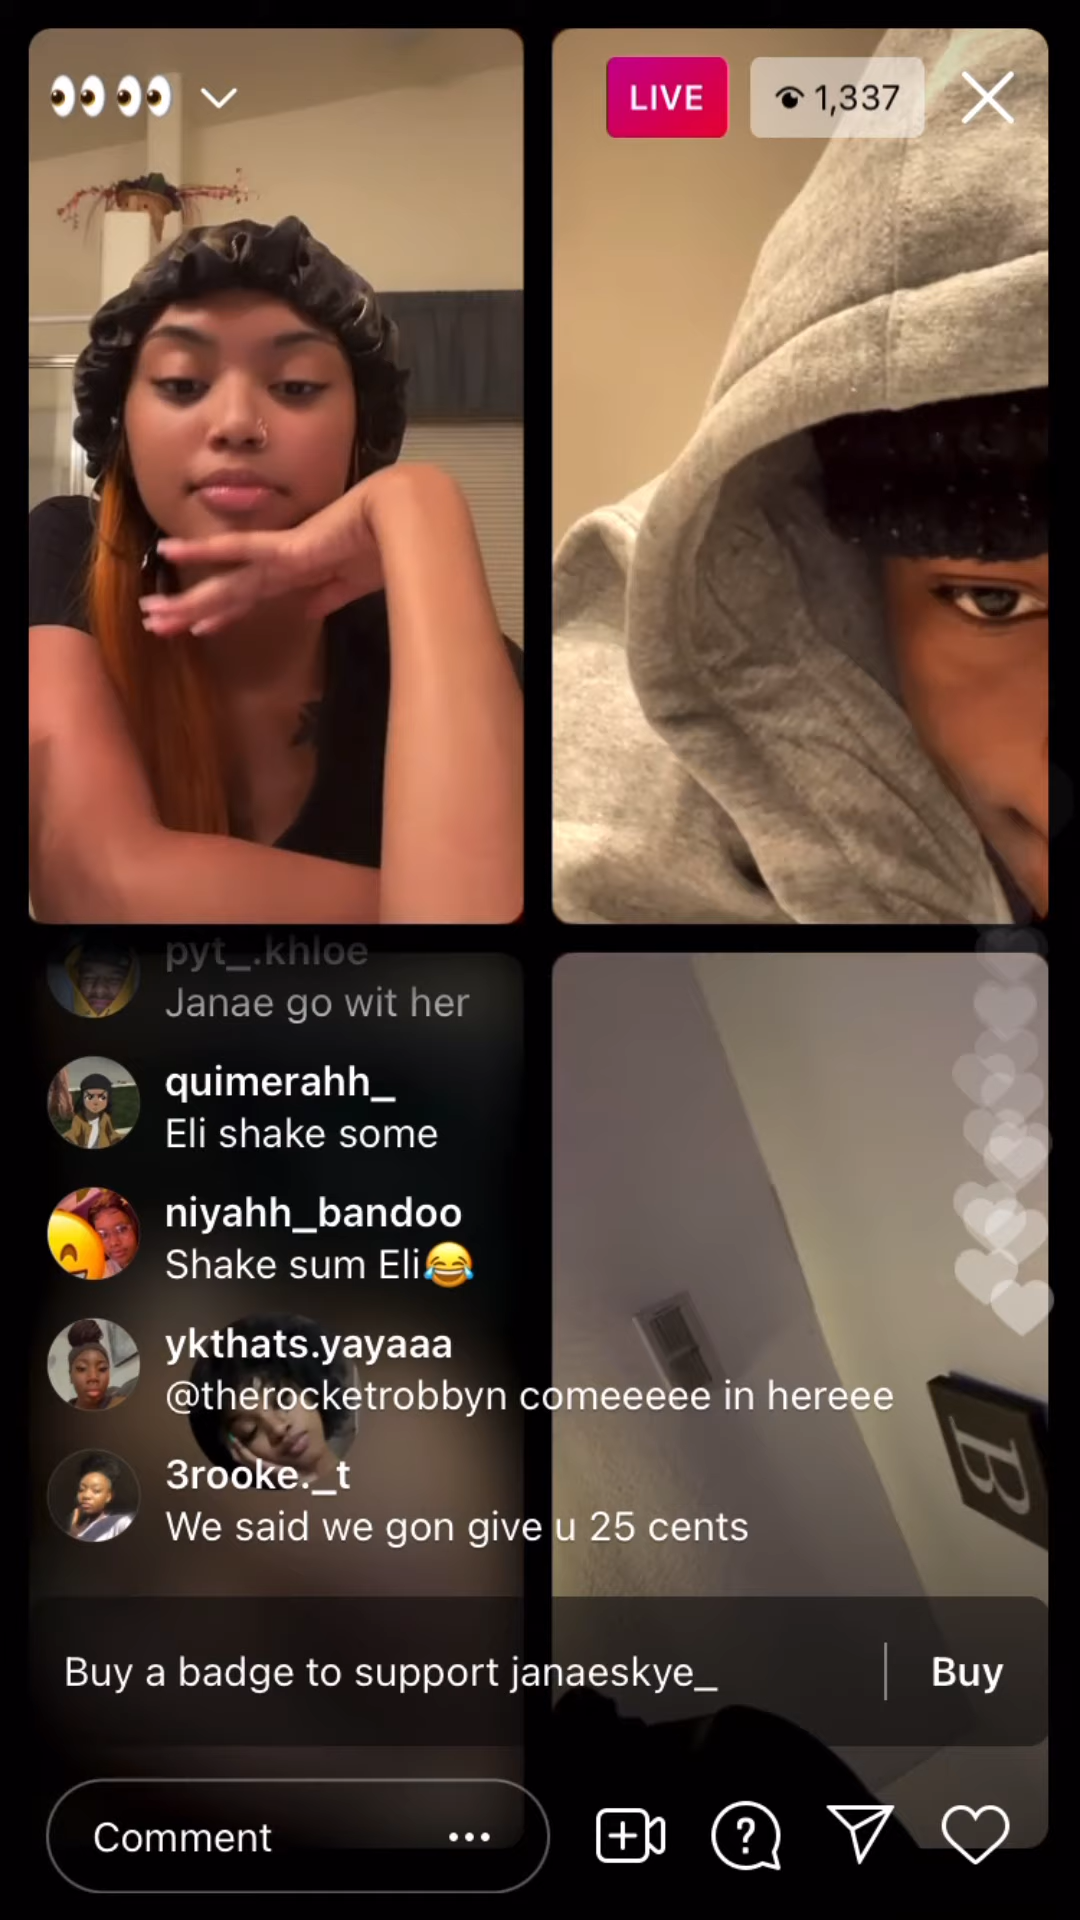 👀👀
LIVE
1,337
pyt_.khloe
Janae go wit her
quimerahh_
Eli shake some
niyahh_bandoo
Shake sum Eli😂
ykthats.yayaaa
@therocketrobbyn comeeeee in hereee
3rooke._t
We said we gon give u 25 cents
B
Buy a badge to support janaeskye_
Buy
Comment